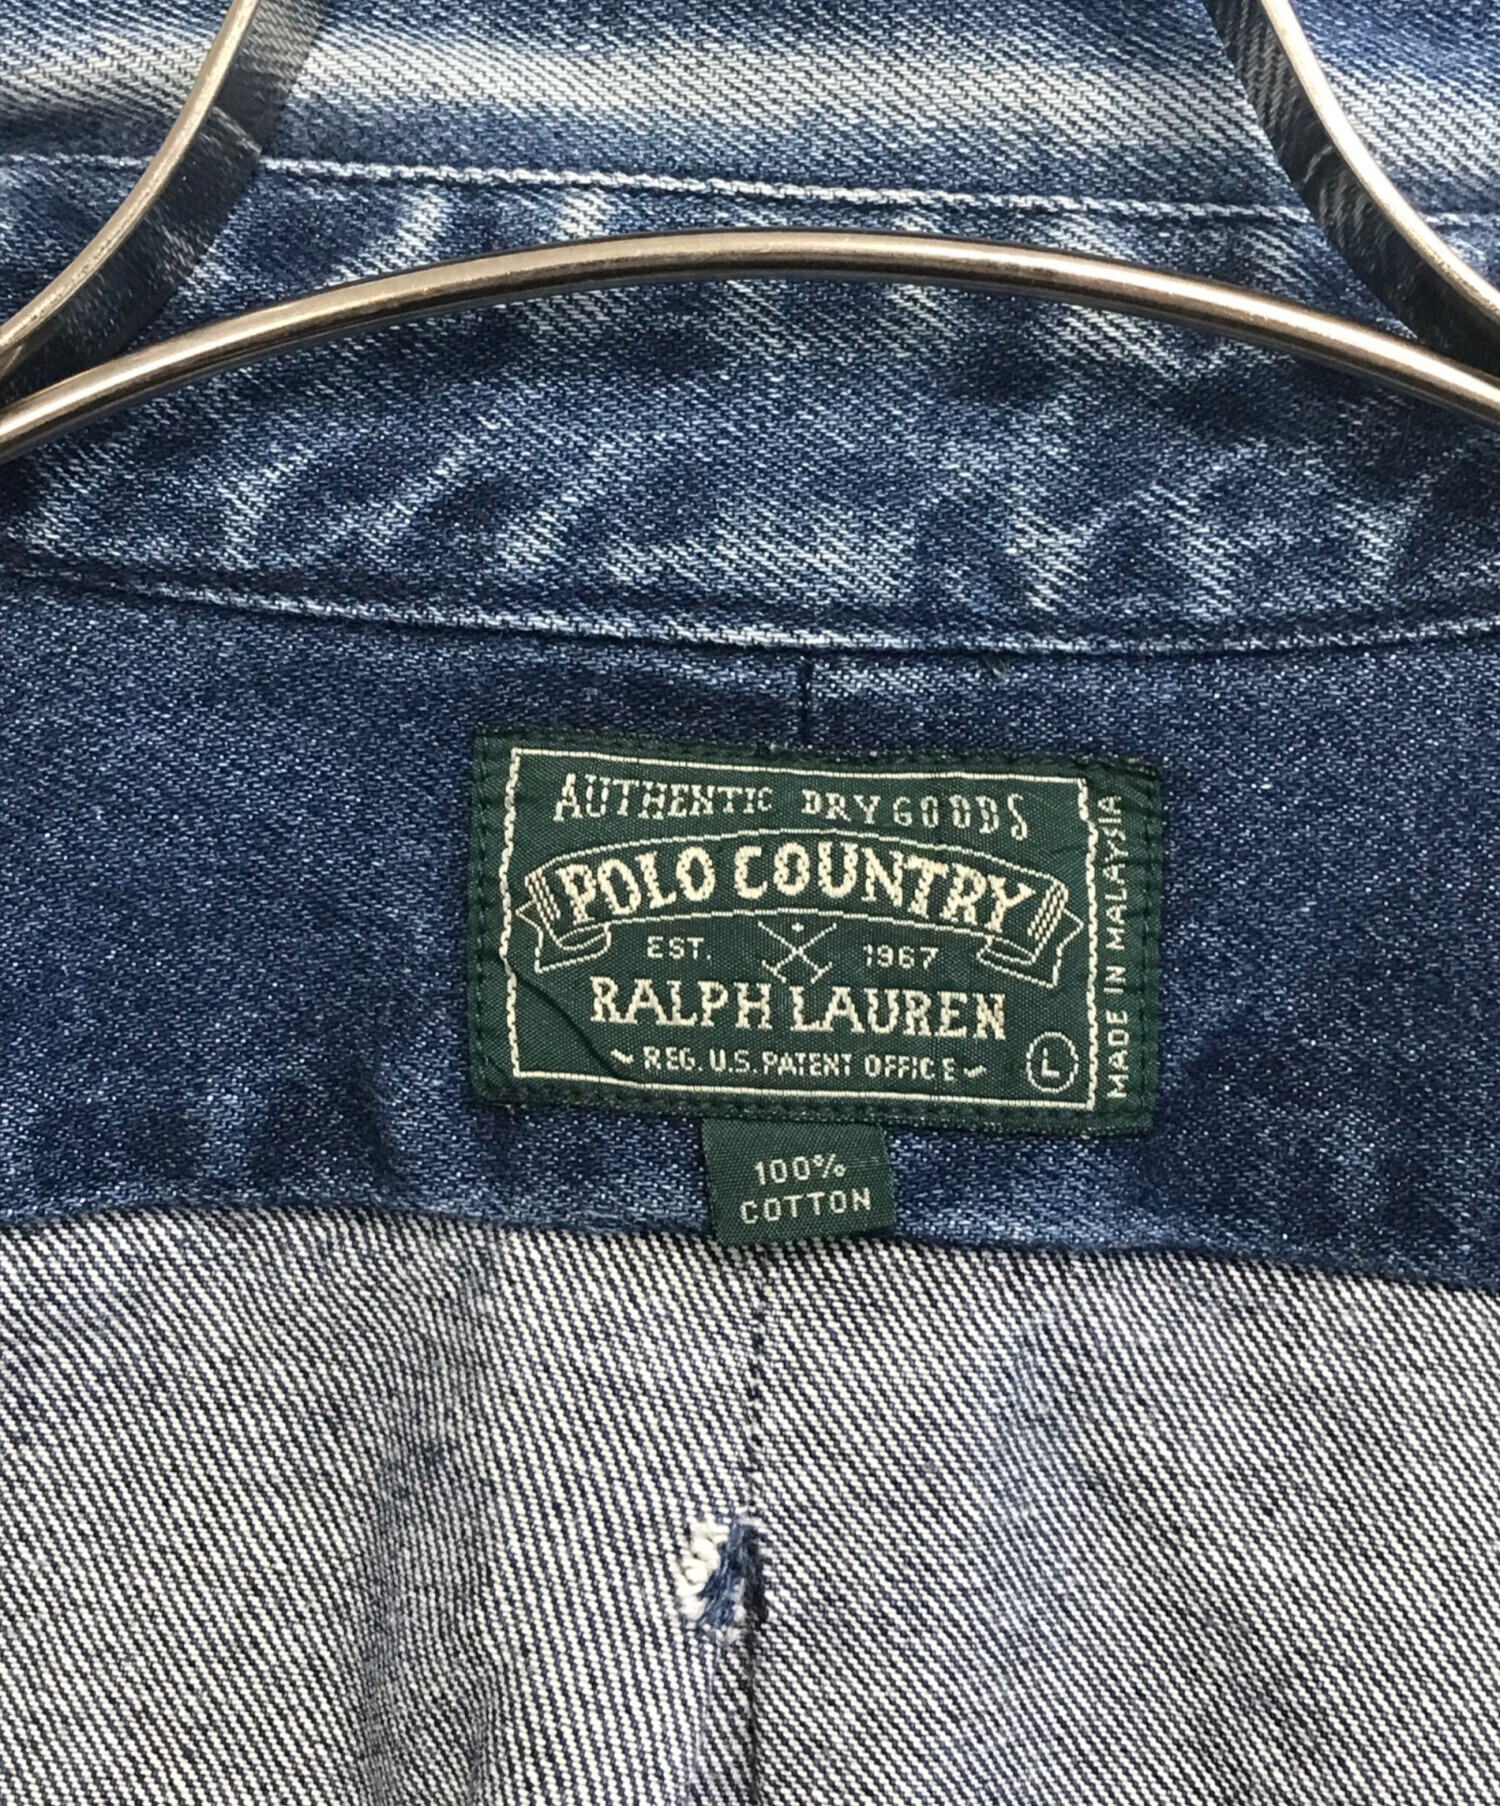 AUTHENTIC DRY GOODS
POLO COUNTRY
EST. 1967
RALPH LAUREN
REG. U.S. PATENT OFFICE
L
MADE IN MALAYSIA
100%
COTTON